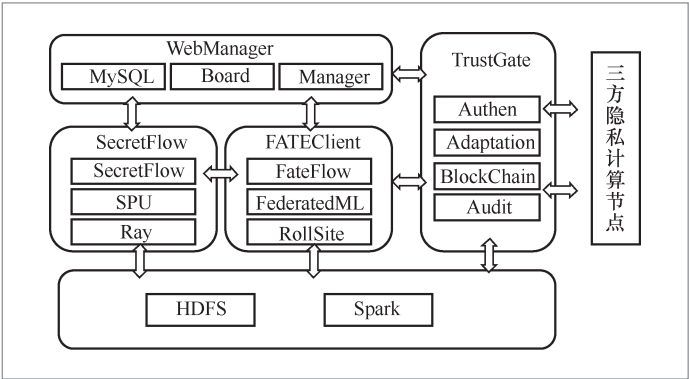 WebManager
MySQL
Board
Manager
TrustGate
Authen
Adaptation
BlockChain
Audit
三方隐私计算节点
SecretFlow
SecretFlow
SPU
Ray
FATEClient
FateFlow
FederatedML
RollSite
HDFS
Spark